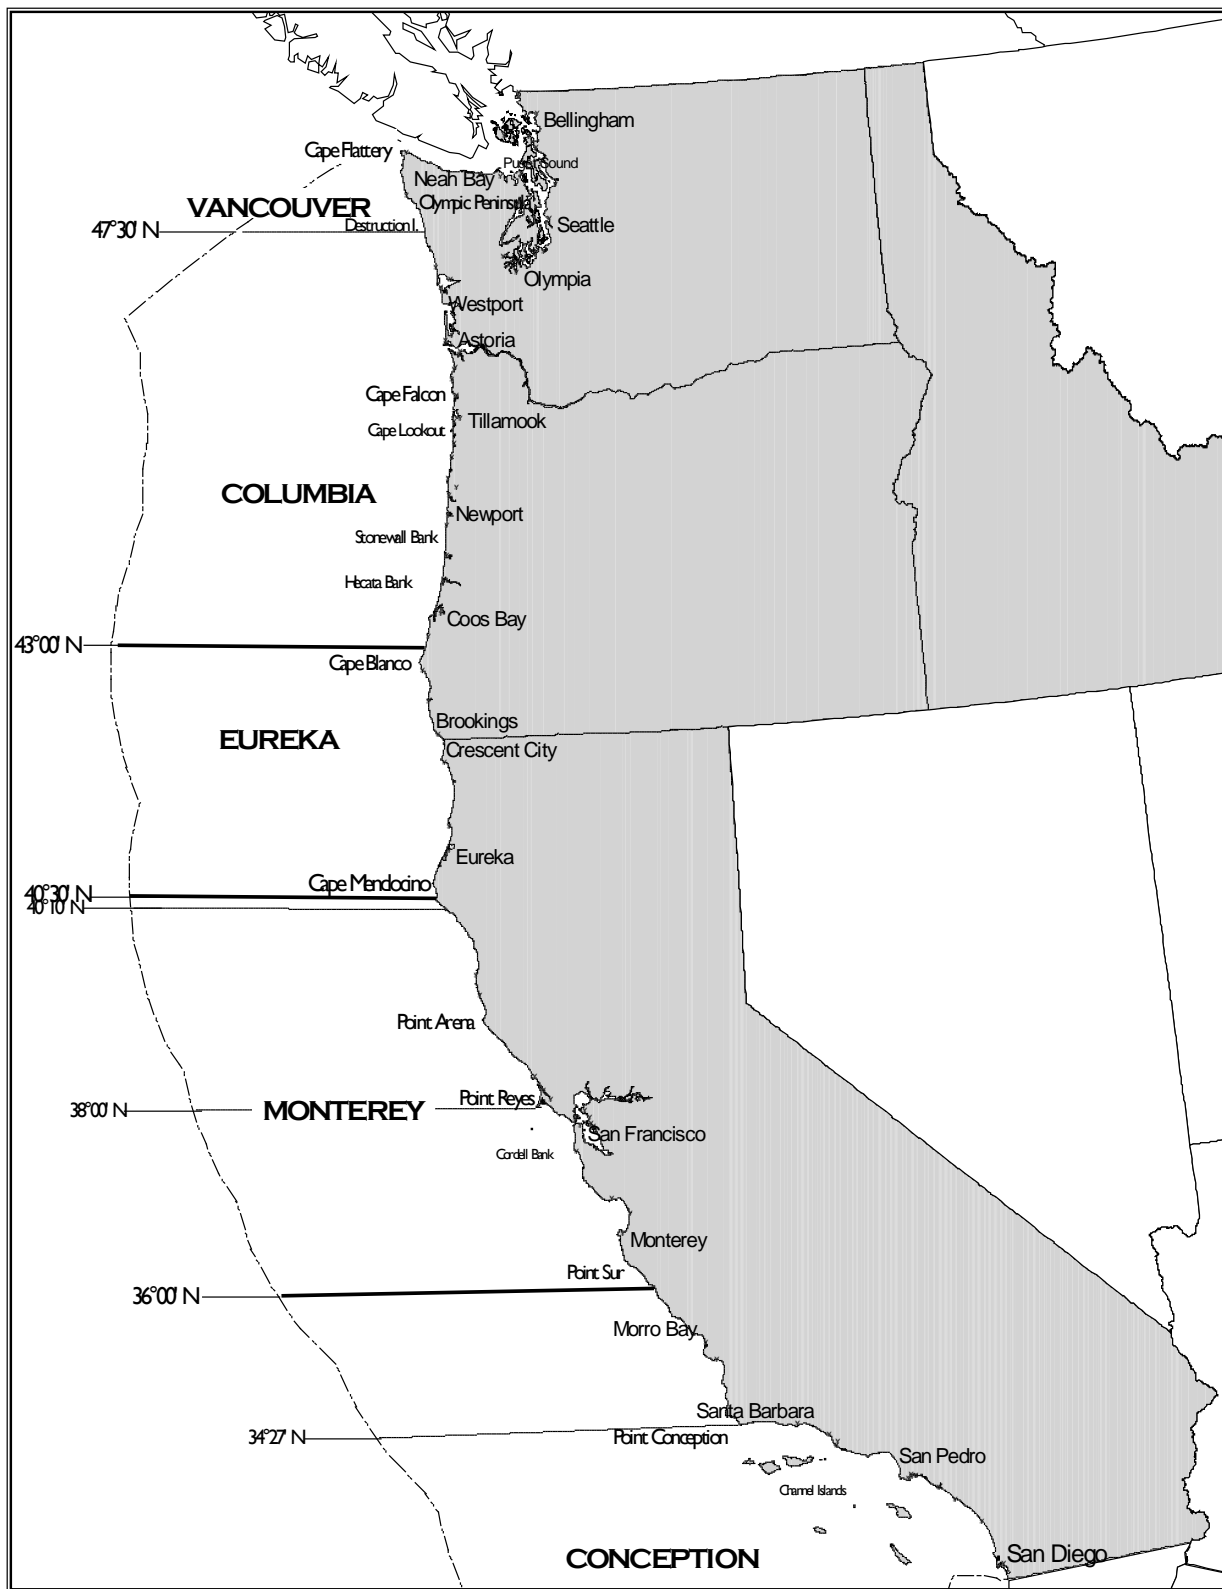 Bellingham
Cape Flattery
Puget Sound
Neah Bay
VANCOUVER
Olympic Peninsula
47°30' N
Destruction I.
Seattle
Olympia
Westport
Astoria
Cape Falcon
Tillamook
Cape Lookout
COLUMBIA
Newport
Stonewall Bank
Hecata Bank
Coos Bay
43°00' N
Cape Blanco
Brookings
EUREKA
Crescent City
Eureka
Cape Mendocino
40°30' N
40°10' N
Point Arena
Point Reyes
38°00' N
MONTEREY
San Francisco
Cordell Bank
Monterey
Point Sur
36°00' N
Morro Bay
Santa Barbara
34°27' N
Point Conception
San Pedro
Channel Islands
CONCEPTION
San Diego